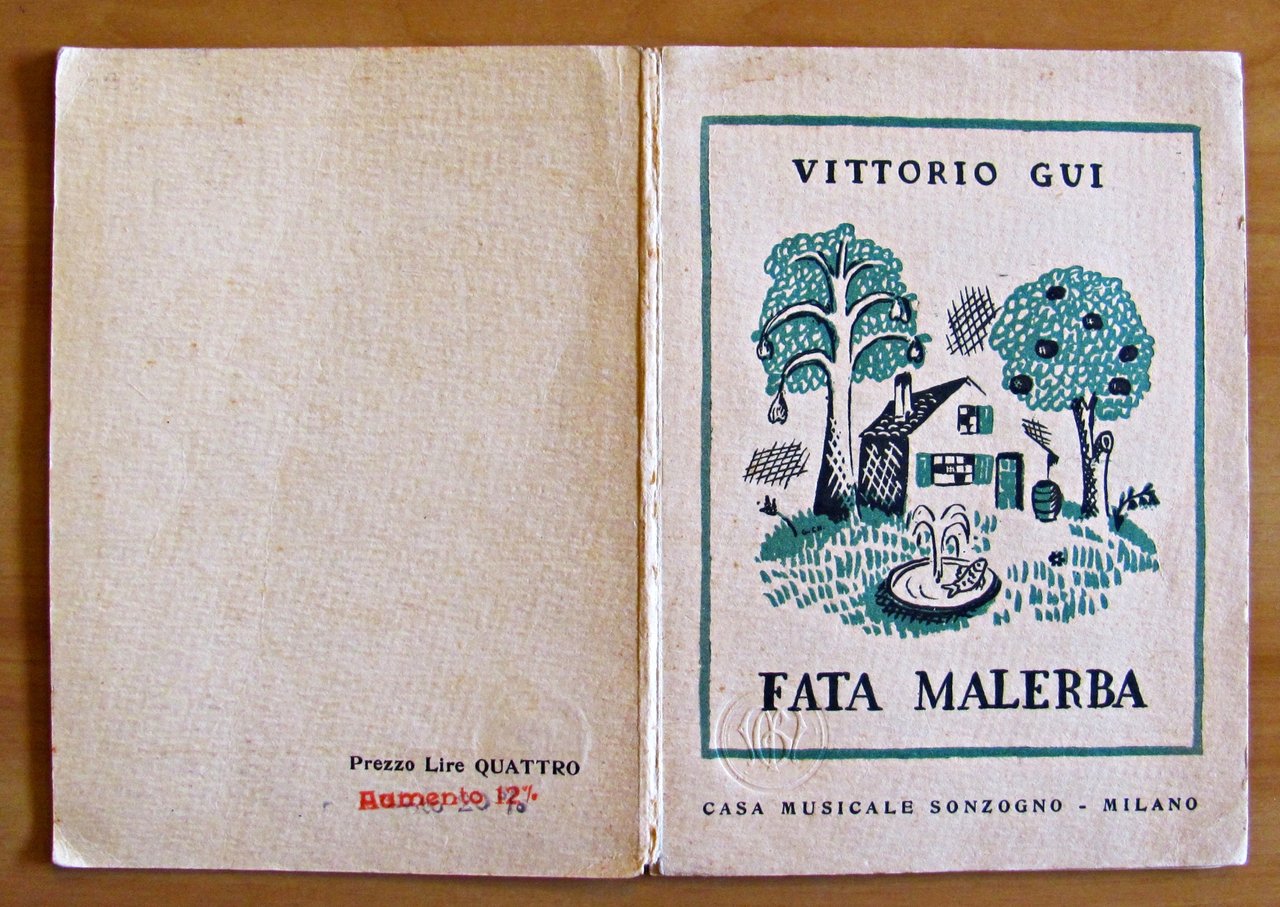 VITTORIO GUI
FATA MALERBA
CASA MUSICALE SONZOGNO - MILANO
Prezzo Lire QUATTRO
Aumento 12%